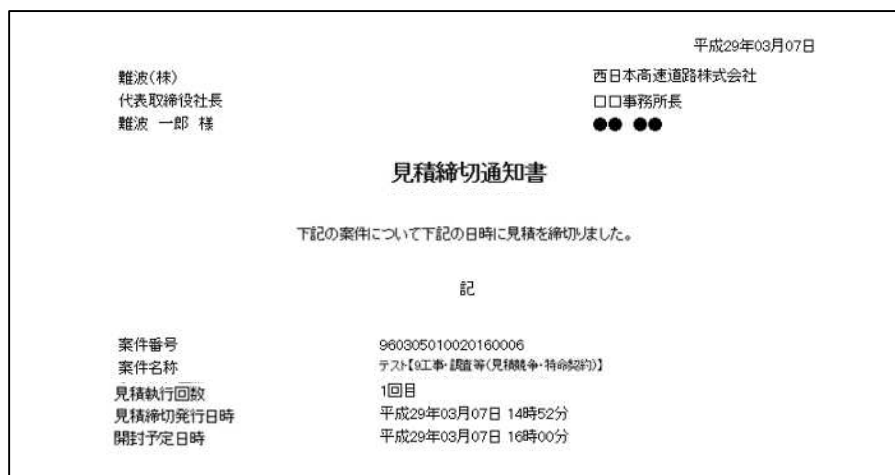 平成29年03月07日
難波(株)
西日本高速道路株式会社
代表取締役社長
口口事務所長
難波 一郎 様
●● ●●
見積締切通知書
下記の案件について下記の日時に見積を締切りました。
記
案件番号
960305010020160006
案件名称
テスト【9工事・調査等(見積競争・特命契約)】
見積執行回数
1回目
見積締切発行日時
平成29年03月07日 14時52分
開封予定日時
平成29年03月07日 16時00分